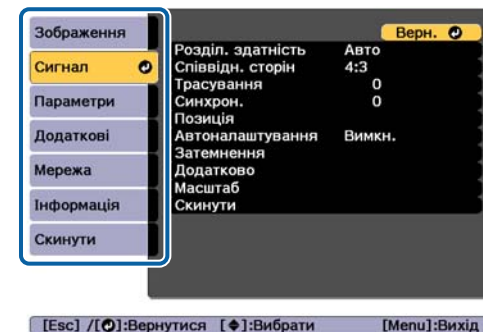 Зображення
Сигнал
Параметри
Додаткові
Мережа
Інформація
Скинути
Верн.
Розділ. здатність Авто
Співвідн. сторін 4:3
Трасування 0
Синхрон. 0
Позиція
Автоналаштування Вимкн.
Затемнення
Додатково
Масштаб
Скинути
[Esc] /[⏎]:Вернутися [◆]:Вибрати [Menu]:Вихід